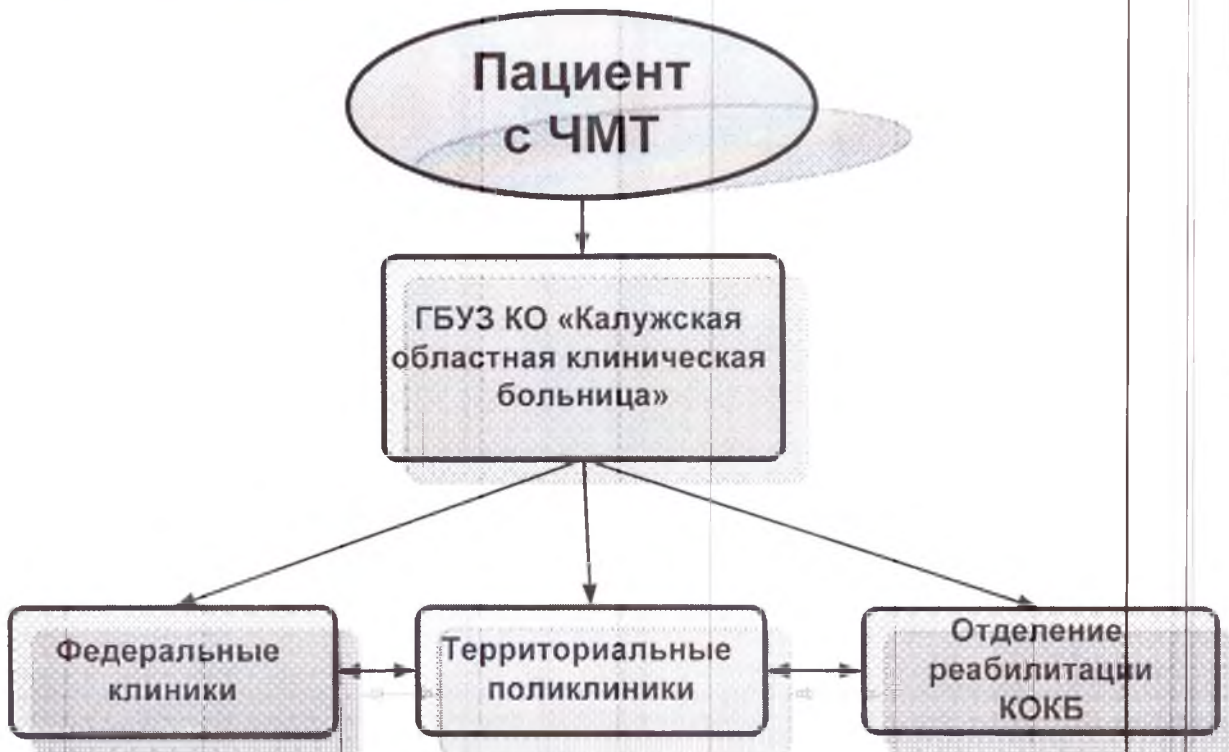 Пациент
с ЧМТ
ГБУЗ КО «Калужская
областная клиническая
больница»
Федеральные
клиники
Территориальные
поликлиники
Отделение
реабилитации
КОКБ